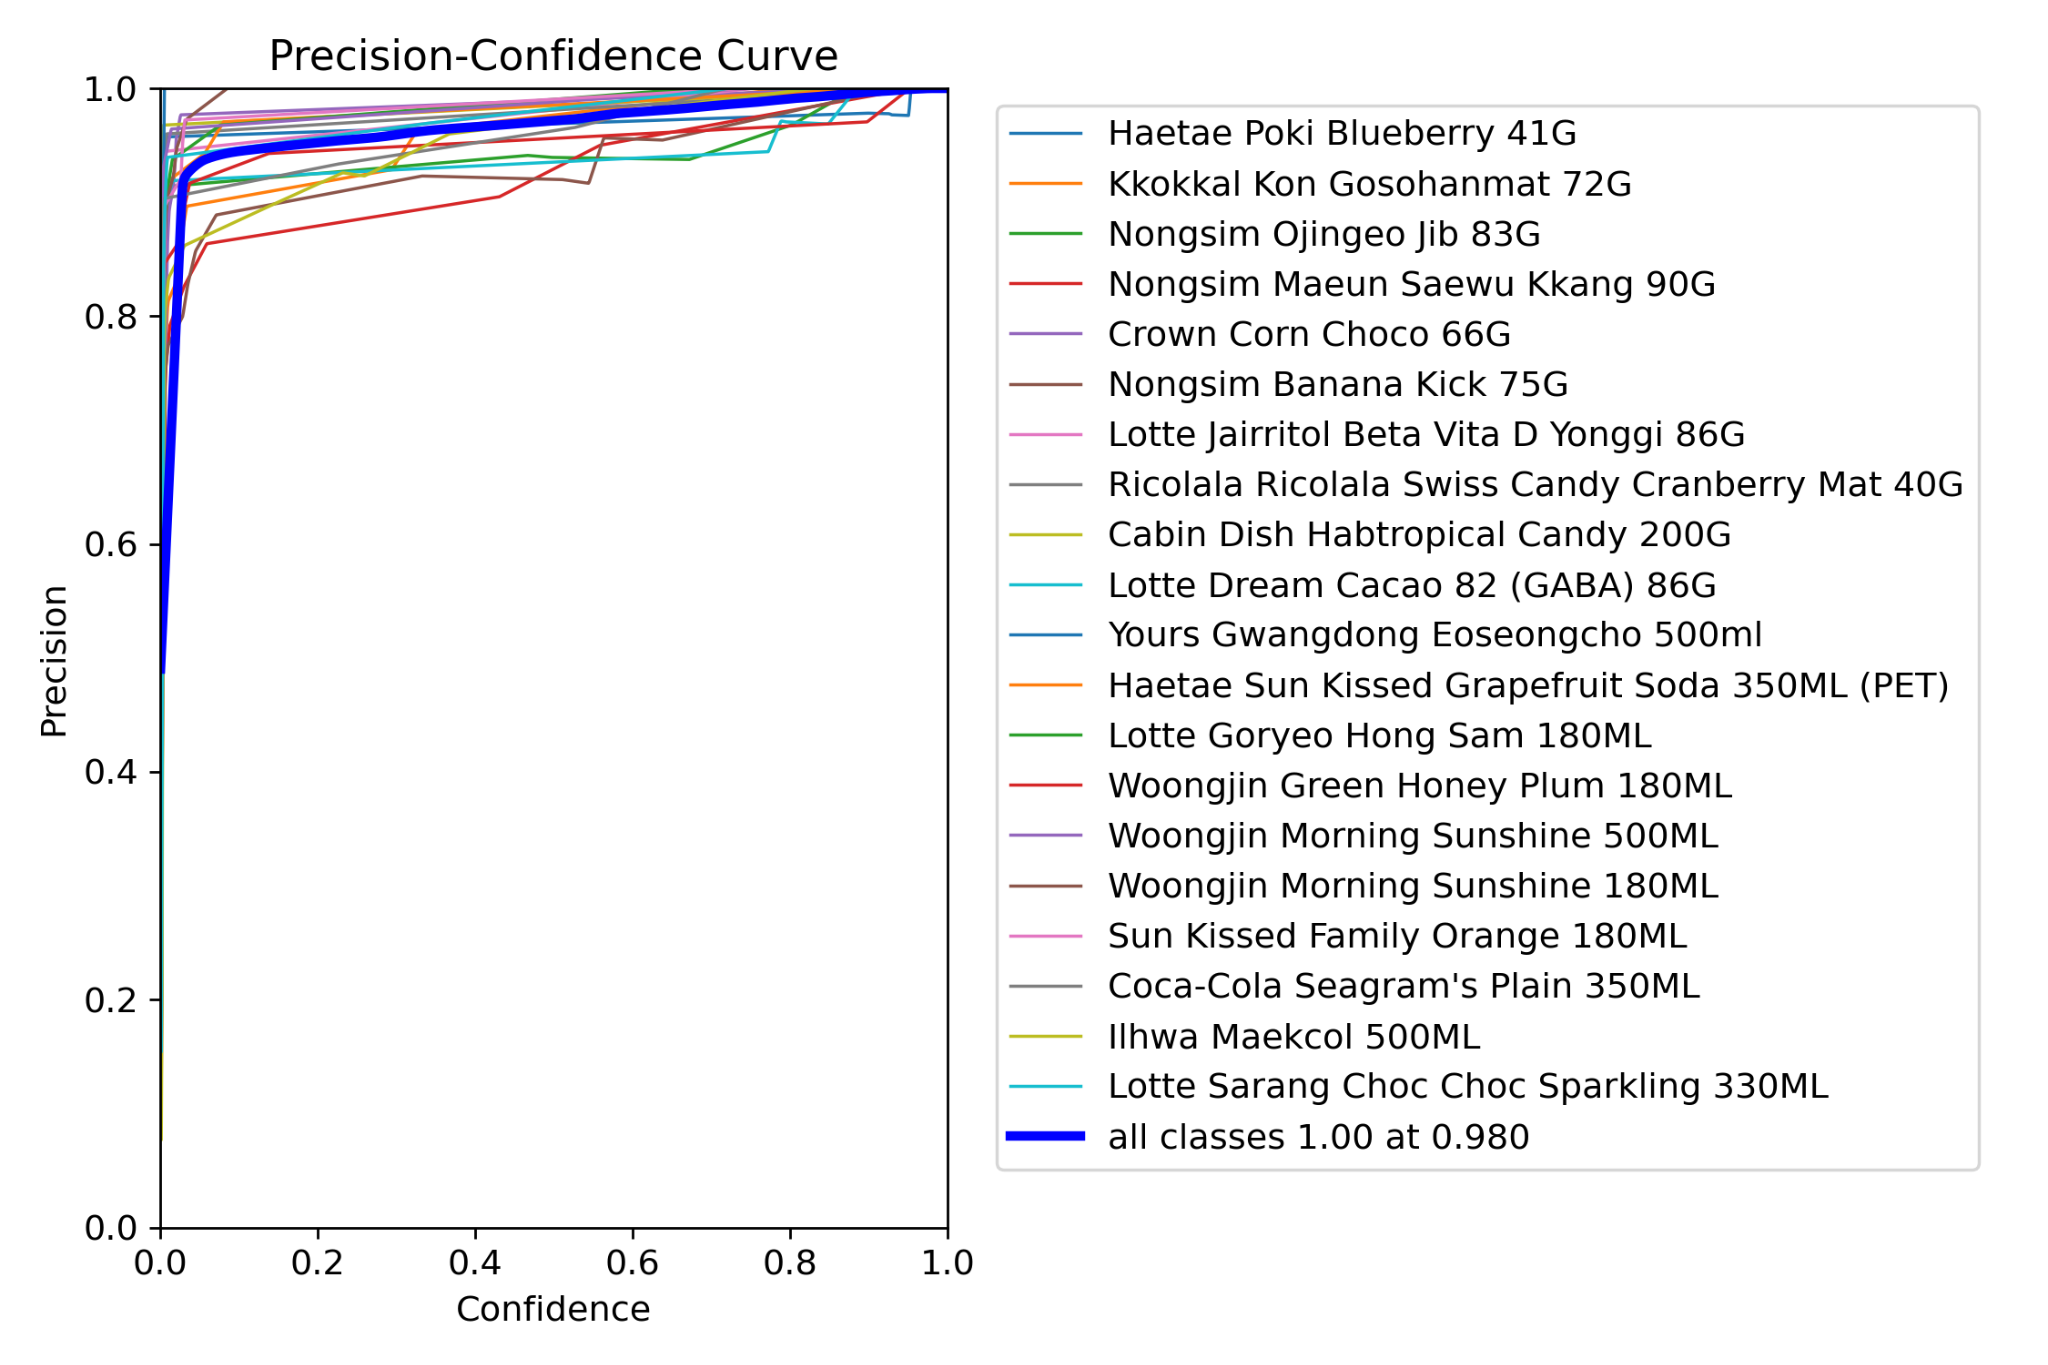 Precision-Confidence Curve
1.0
0.8
0.6
0.4
0.2
0.0
Precision
0.0 0.2 0.4 0.6 0.8 1.0
Confidence
Haetae Poki Blueberry 41G
Kkokkal Kon Gosohanmat 72G
Nongsim Ojingeo Jib 83G
Nongsim Maeun Saewu Kkang 90G
Crown Corn Choco 66G
Nongsim Banana Kick 75G
Lotte Jairritol Beta Vita D Yonggi 86G
Ricolala Ricolala Swiss Candy Cranberry Mat 40G
Cabin Dish Habtropical Candy 200G
Lotte Dream Cacao 82 (GABA) 86G
Yours Gwangdong Eoseongcho 500ml
Haetae Sun Kissed Grapefruit Soda 350ML (PET)
Lotte Goryeo Hong Sam 180ML
Woongjin Green Honey Plum 180ML
Woongjin Morning Sunshine 500ML
Woongjin Morning Sunshine 180ML
Sun Kissed Family Orange 180ML
Coca-Cola Seagram's Plain 350ML
Ilhwa Maekcol 500ML
Lotte Sarang Choc Choc Sparkling 330ML
all classes 1.00 at 0.980